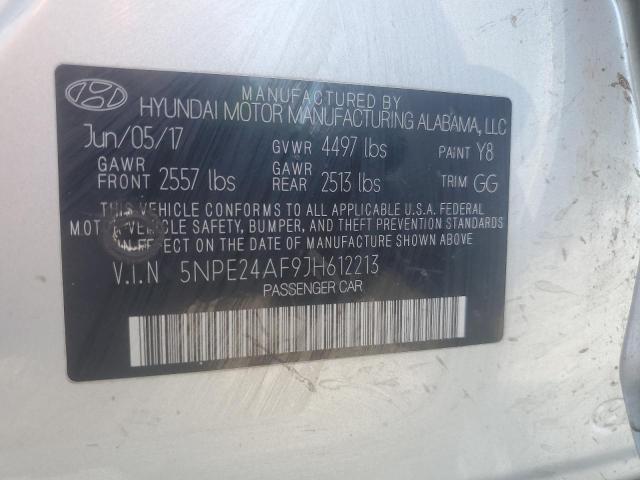 MANUFACTURED BY
HYUNDAI MOTOR MANUFACTURING ALABAMA, LLC
Jun/05/17 GVWR 4497 lbs PAINT Y8
GAWR FRONT 2557 lbs GAWR REAR 2513 lbs TRIM GG
THIS VEHICLE CONFORMS TO ALL APPLICABLE U.S.A. FEDERAL
MOTOR VEHICLE SAFETY, BUMPER, AND THEFT PREVENTION STANDARDS
IN EFFECT ON THE DATE OF MANUFACTURE SHOWN ABOVE.
V.I.N 5NPE24AF9JH612213
PASSENGER CAR